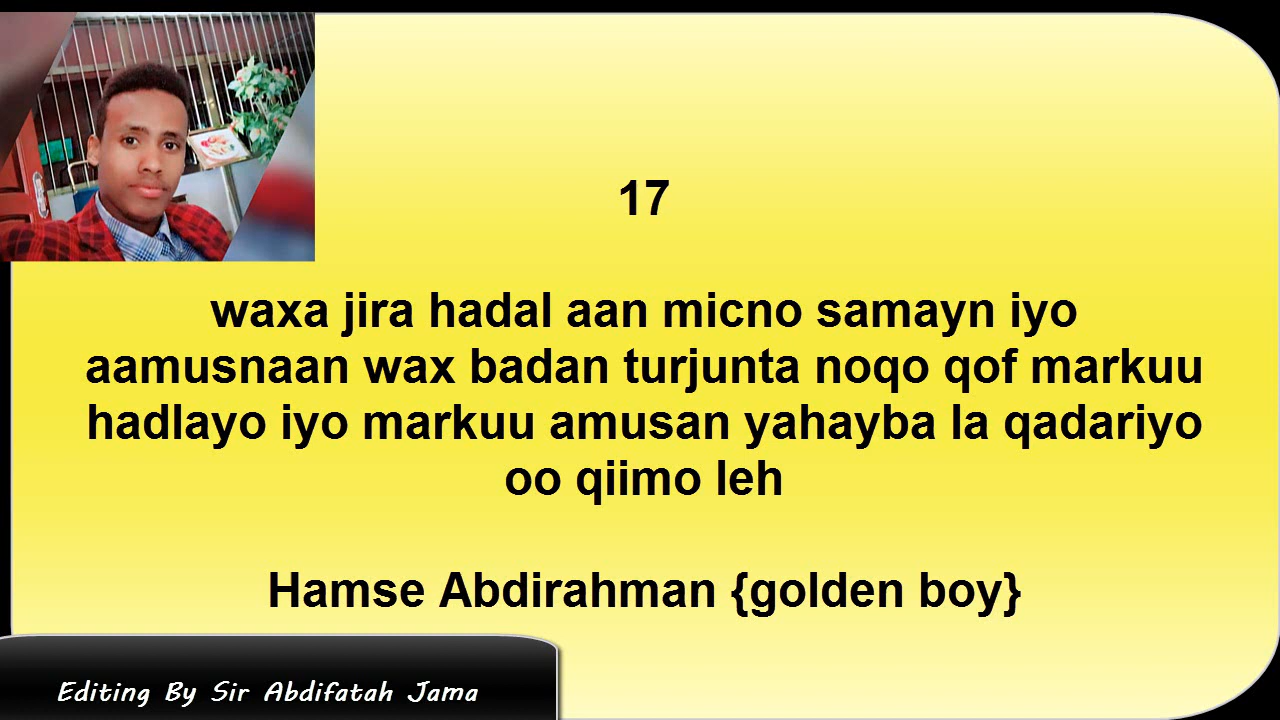 17
waxa jira hadal aan micno samayn iyo
aamusnaan wax badan turjunta noqo qof markuu
hadlayo iyo markuu amusan yahayba la qadariyo
oo qiimo leh
Hamse Abdirahman {golden boy}
Editing By Sir Abdifatah Jama